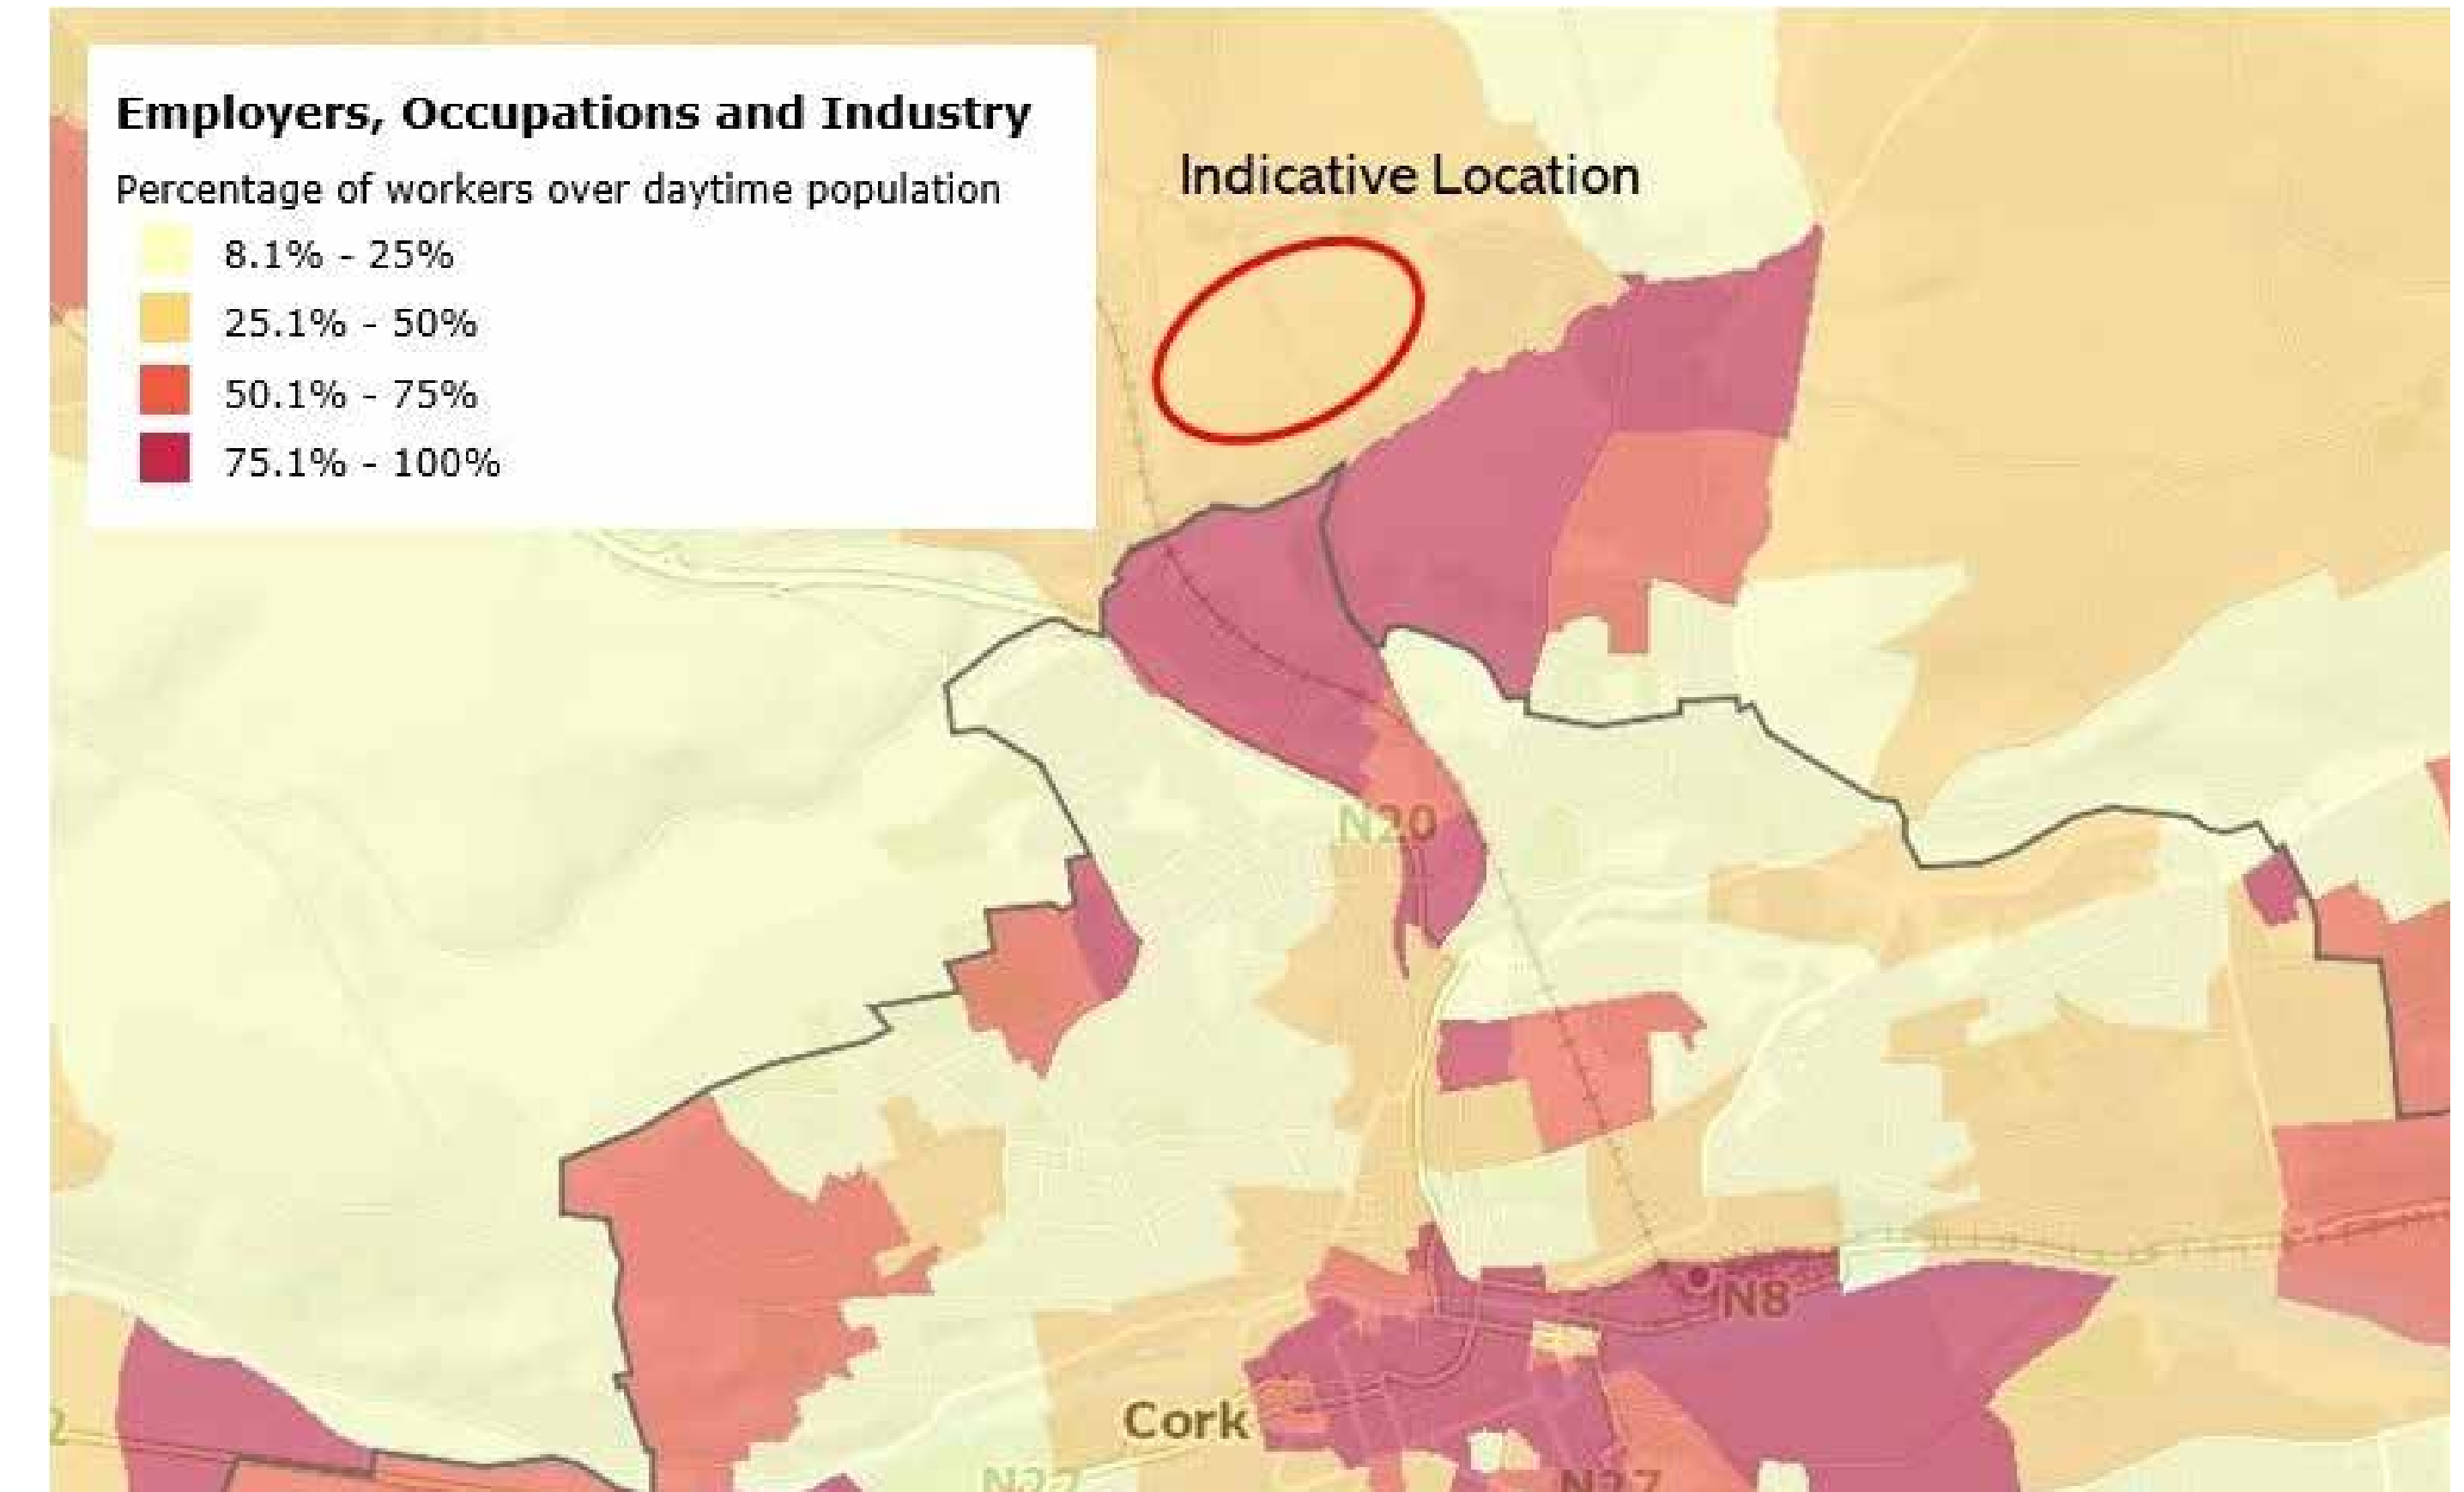 Employers, Occupations and Industry
Percentage of workers over daytime population
8.1% - 25%
25.1% - 50%
50.1% - 75%
75.1% - 100%
Indicative Location
N20
N8
Cork
N27